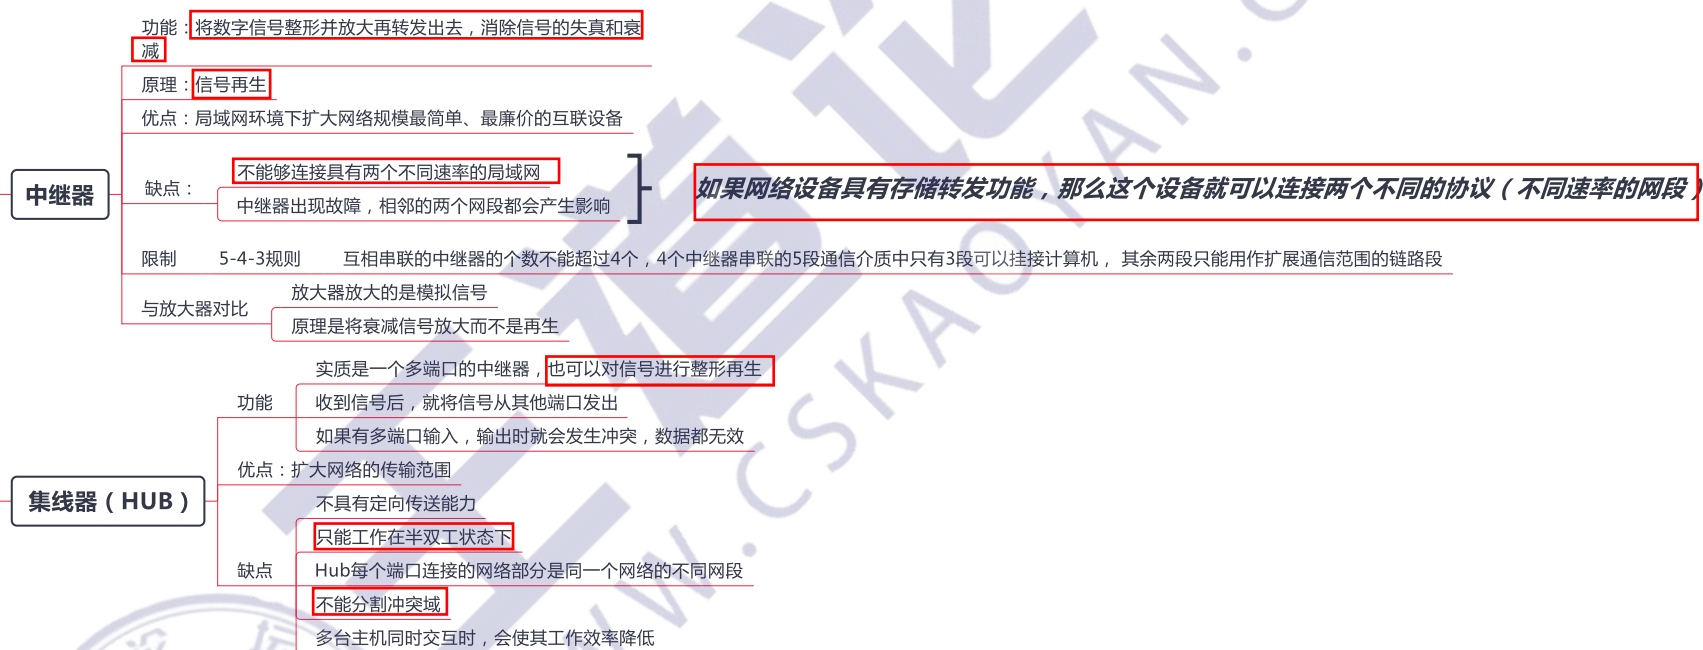 功能：将数字信号整形并放大再转发出去，消除信号的失真和衰
减
原理：信号再生
优点：局域网环境下扩大网络规模最简单、最廉价的互联设备
中继器
缺点：
不能够连接具有两个不同速率的局域网
中继器出现故障，相邻的两个网段都会产生影响
如果网络设备具有存储转发功能，那么这个设备就可以连接两个不同的协议（不同速率的网段）
限制
5-4-3规则
互相串联的中继器的个数不能超过4个，4个中继器串联的5段通信介质中只有3段可以挂接计算机， 其余两段只能用作扩展通信范围的链路段
与放大器对比
放大器放大的是模拟信号
原理是将衰减信号放大而不是再生
集线器（HUB）
功能
实质是一个多端口的中继器，也可以对信号进行整形再生
收到信号后，就将信号从其他端口发出
如果有多端口输入，输出时就会发生冲突，数据都无效
优点：扩大网络的传输范围
缺点
不具有定向传送能力
只能工作在半双工状态下
Hub每个端口连接的网络部分是同一个网络的不同网段
不能分割冲突域
多台主机同时交互时，会使其工作效率降低
王道论
W.CSKAOYAN.C